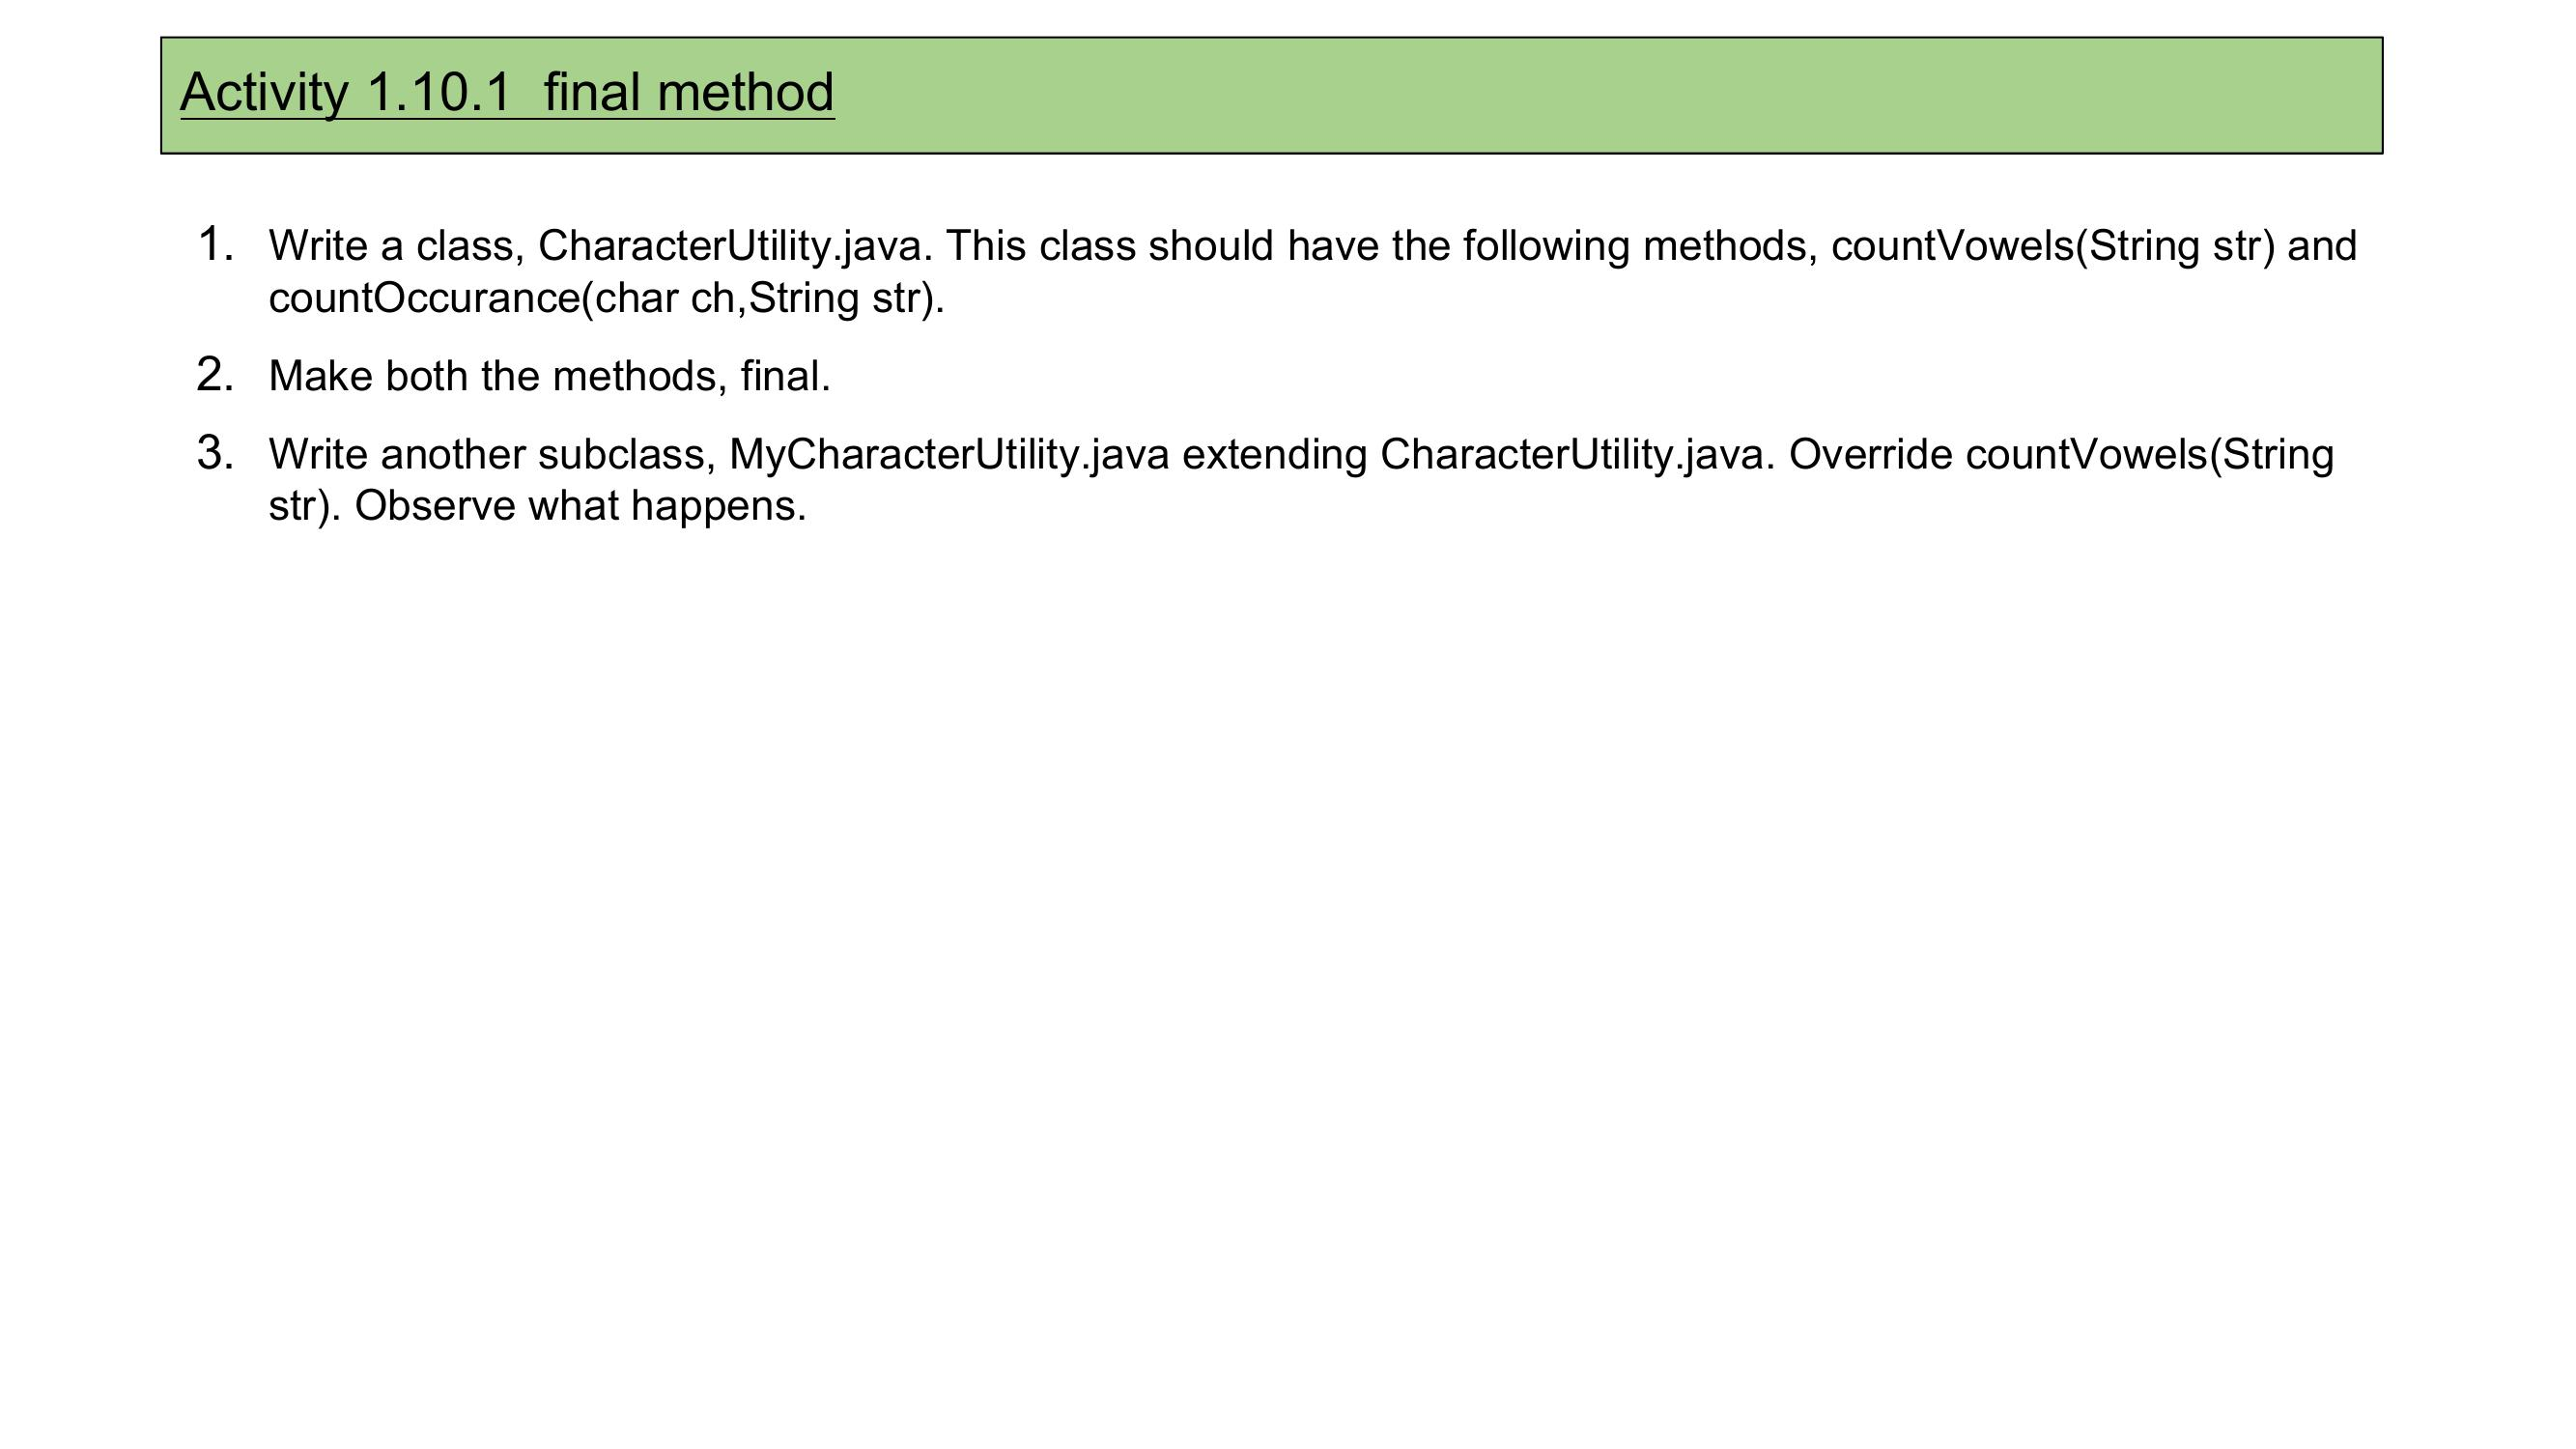 Activity 1.10.1  final method
1. Write a class, CharacterUtility.java. This class should have the following methods, countVowels(String str) and
countOccurance(char ch,String str).
2. Make both the methods, final.
3. Write another subclass, MyCharacterUtility.java extending CharacterUtility.java. Override countVowels(String
str). Observe what happens.